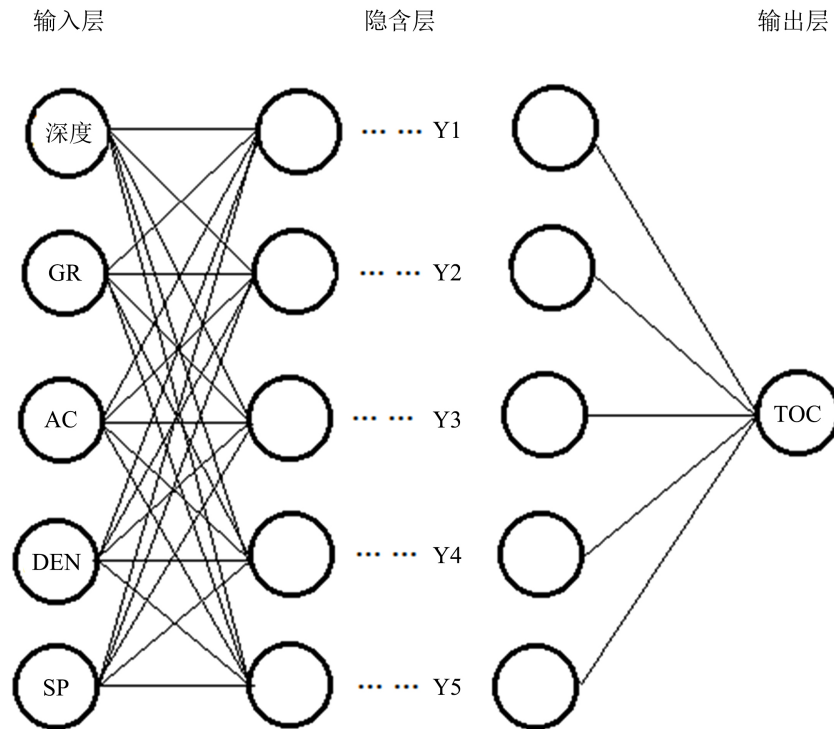 输入层 隐含层 输出层
深度 … … Y1
GR … … Y2
AC … … Y3
TOC
DEN … … Y4
SP … … Y5